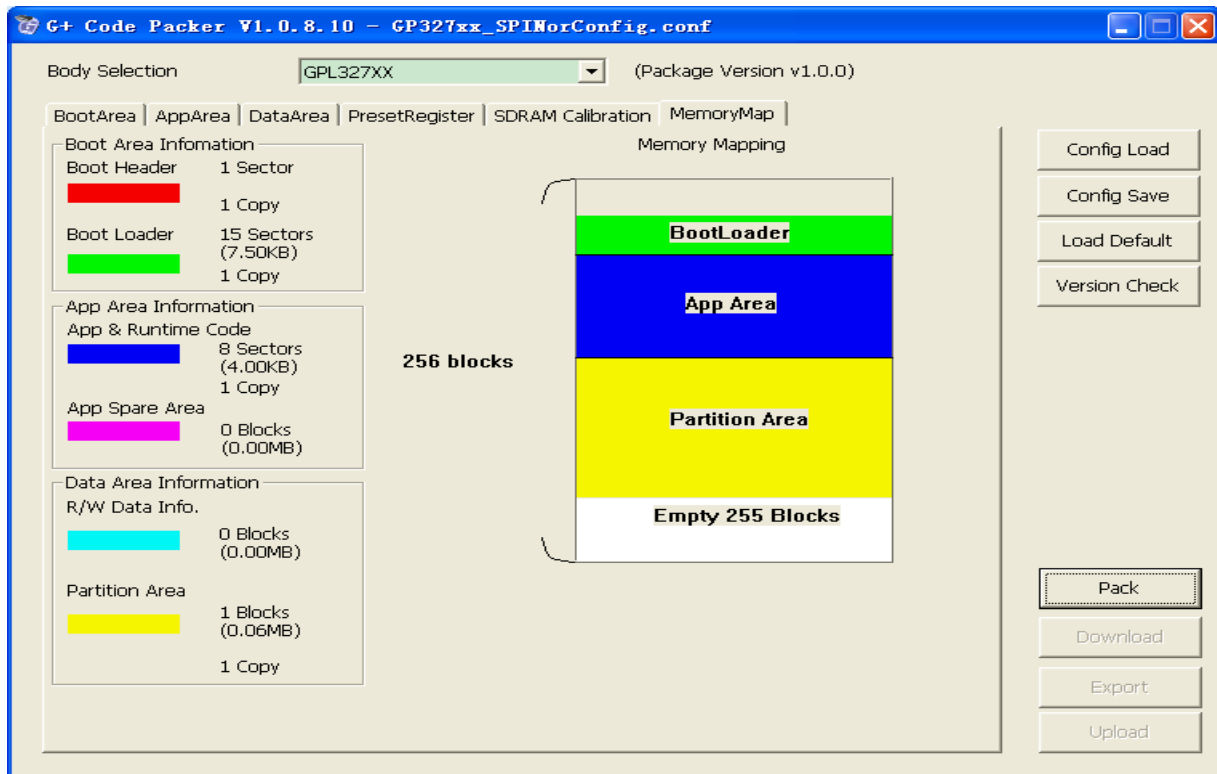 G+ Code Packer V1.0.8.10 - GP327xx_SPINorConfig.conf
Body Selection GPL327XX (Package Version v1.0.0)
BootArea AppArea DataArea PresetRegister SDRAM Calibration MemoryMap
Boot Area Infomation
Boot Header 1 Sector
1 Copy
Boot Loader 15 Sectors
(7.50KB)
1 Copy
App Area Information
App & Runtime Code
8 Sectors
(4.00KB)
1 Copy
App Spare Area
0 Blocks
(0.00MB)
Data Area Information
R/W Data Info.
0 Blocks
(0.00MB)
Partition Area
1 Blocks
(0.06MB)
1 Copy
Memory Mapping
256 blocks
BootLoader
App Area
Partition Area
Empty 255 Blocks
Config Load
Config Save
Load Default
Version Check
Pack
Download
Export
Upload